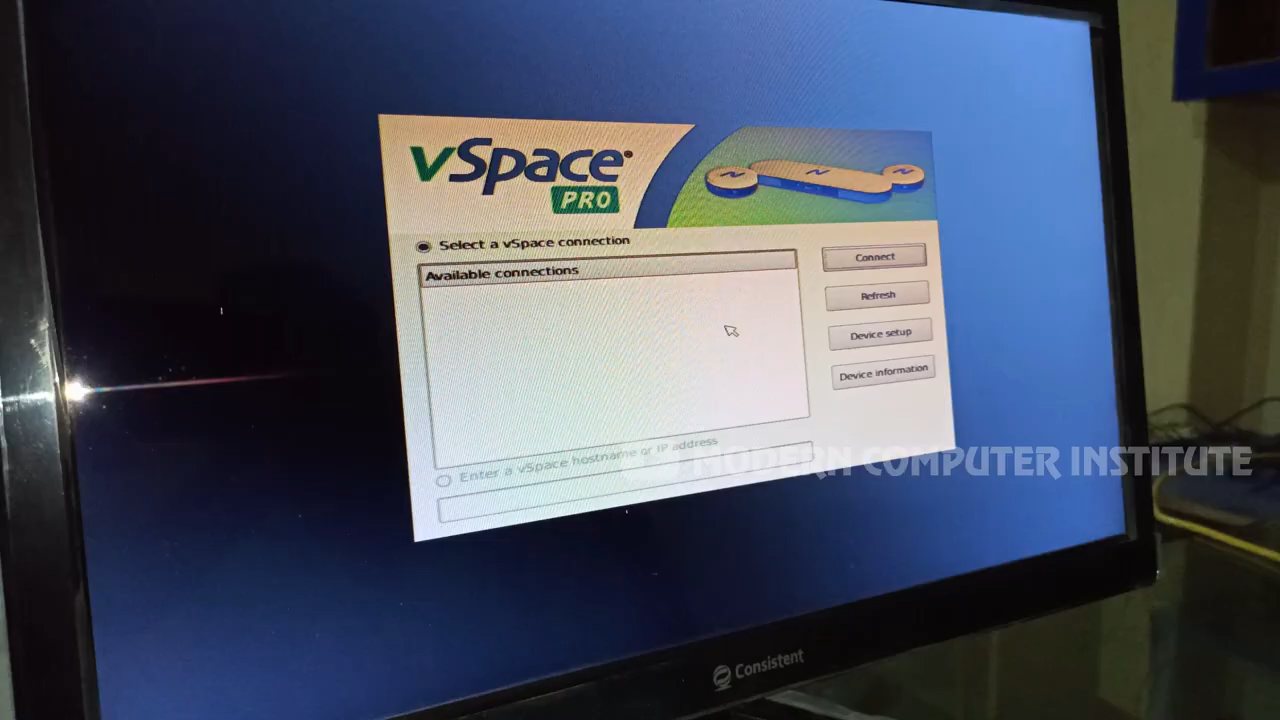 vSpace®
PRO
Select a vSpace connection
Available connections
Connect
Refresh
Device setup
Device information
Enter a vSpace hostname or IP address
MODERN COMPUTER INSTITUTE
Consistent